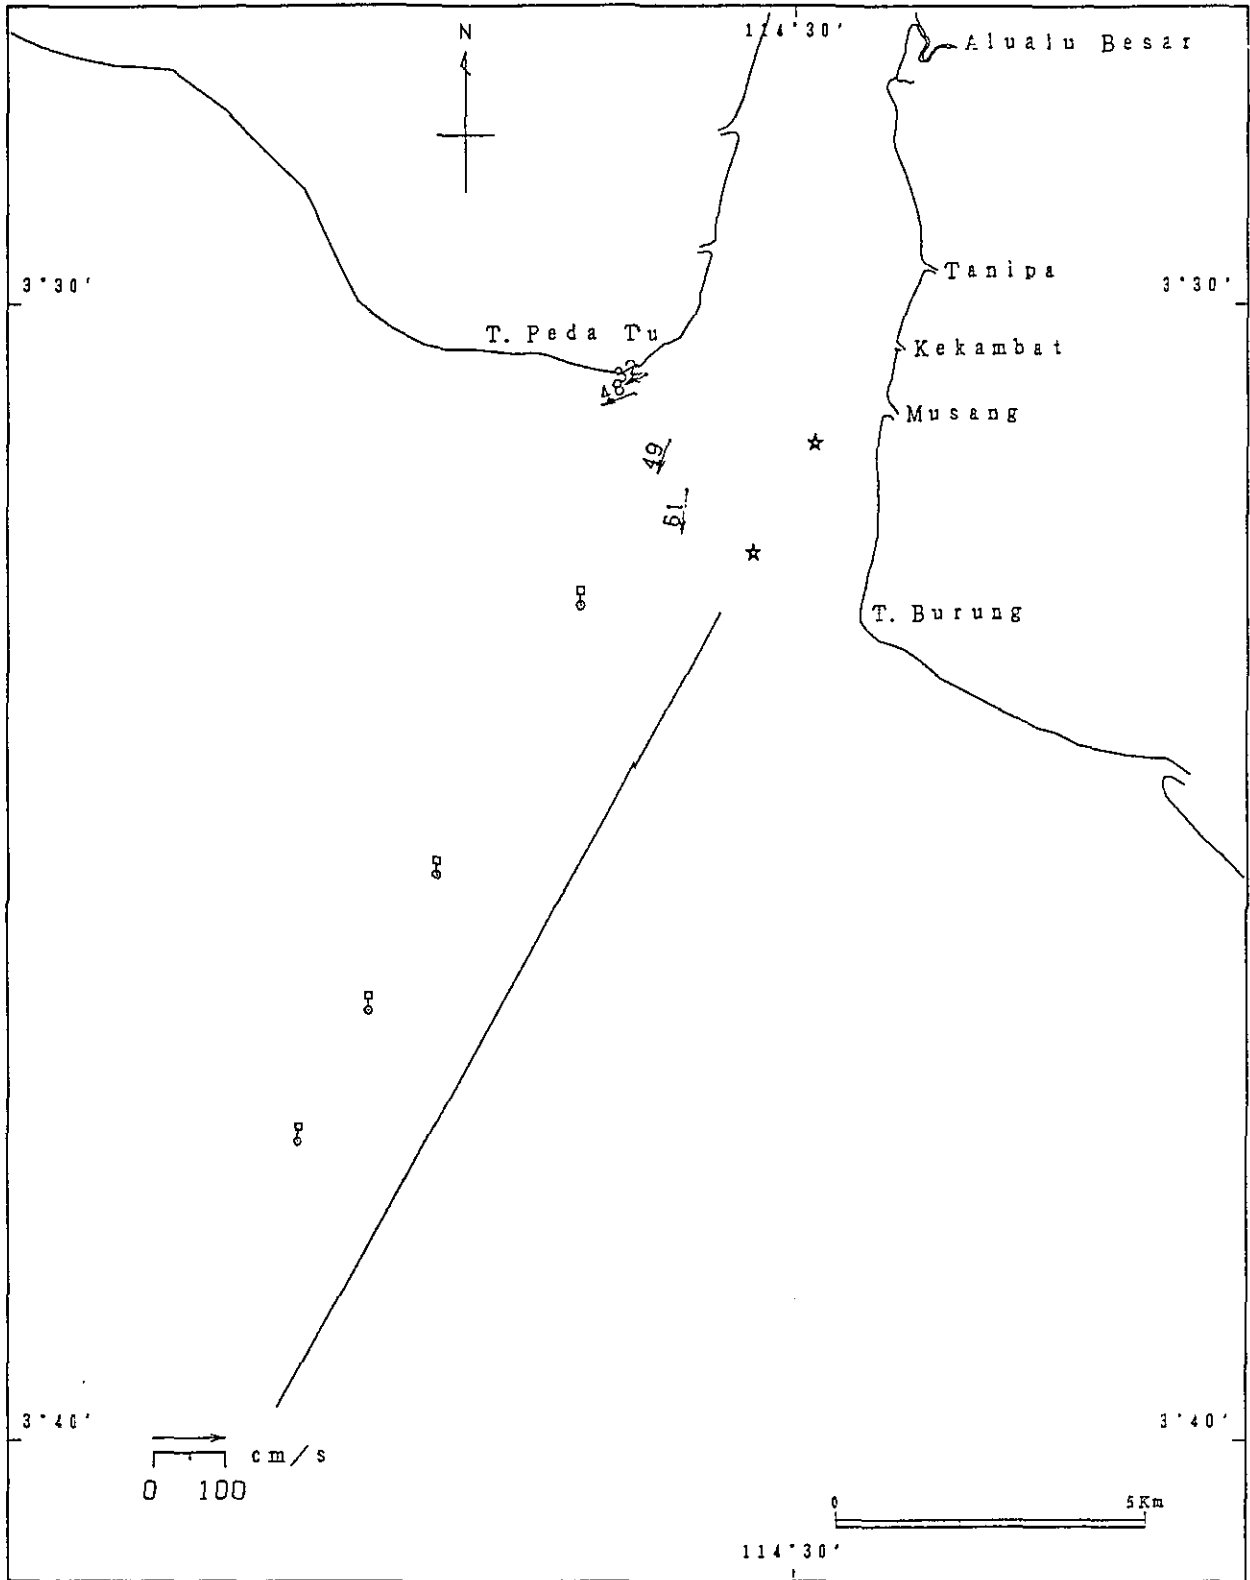 N
114°30'
Alualu Besar
Tanipa
3°30'
3°30'
T. Peda Tu
Kekambat
48
Musang
49
61
T. Burung
3°40'
3°40'
cm/s
0 100
0 5Km
114°30'